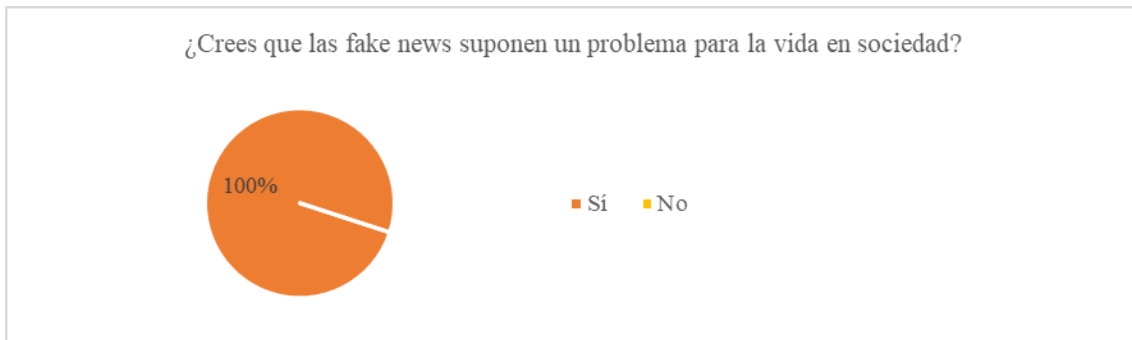 ¿Crees que las fake news suponen un problema para la vida en sociedad?
100%
Sí No